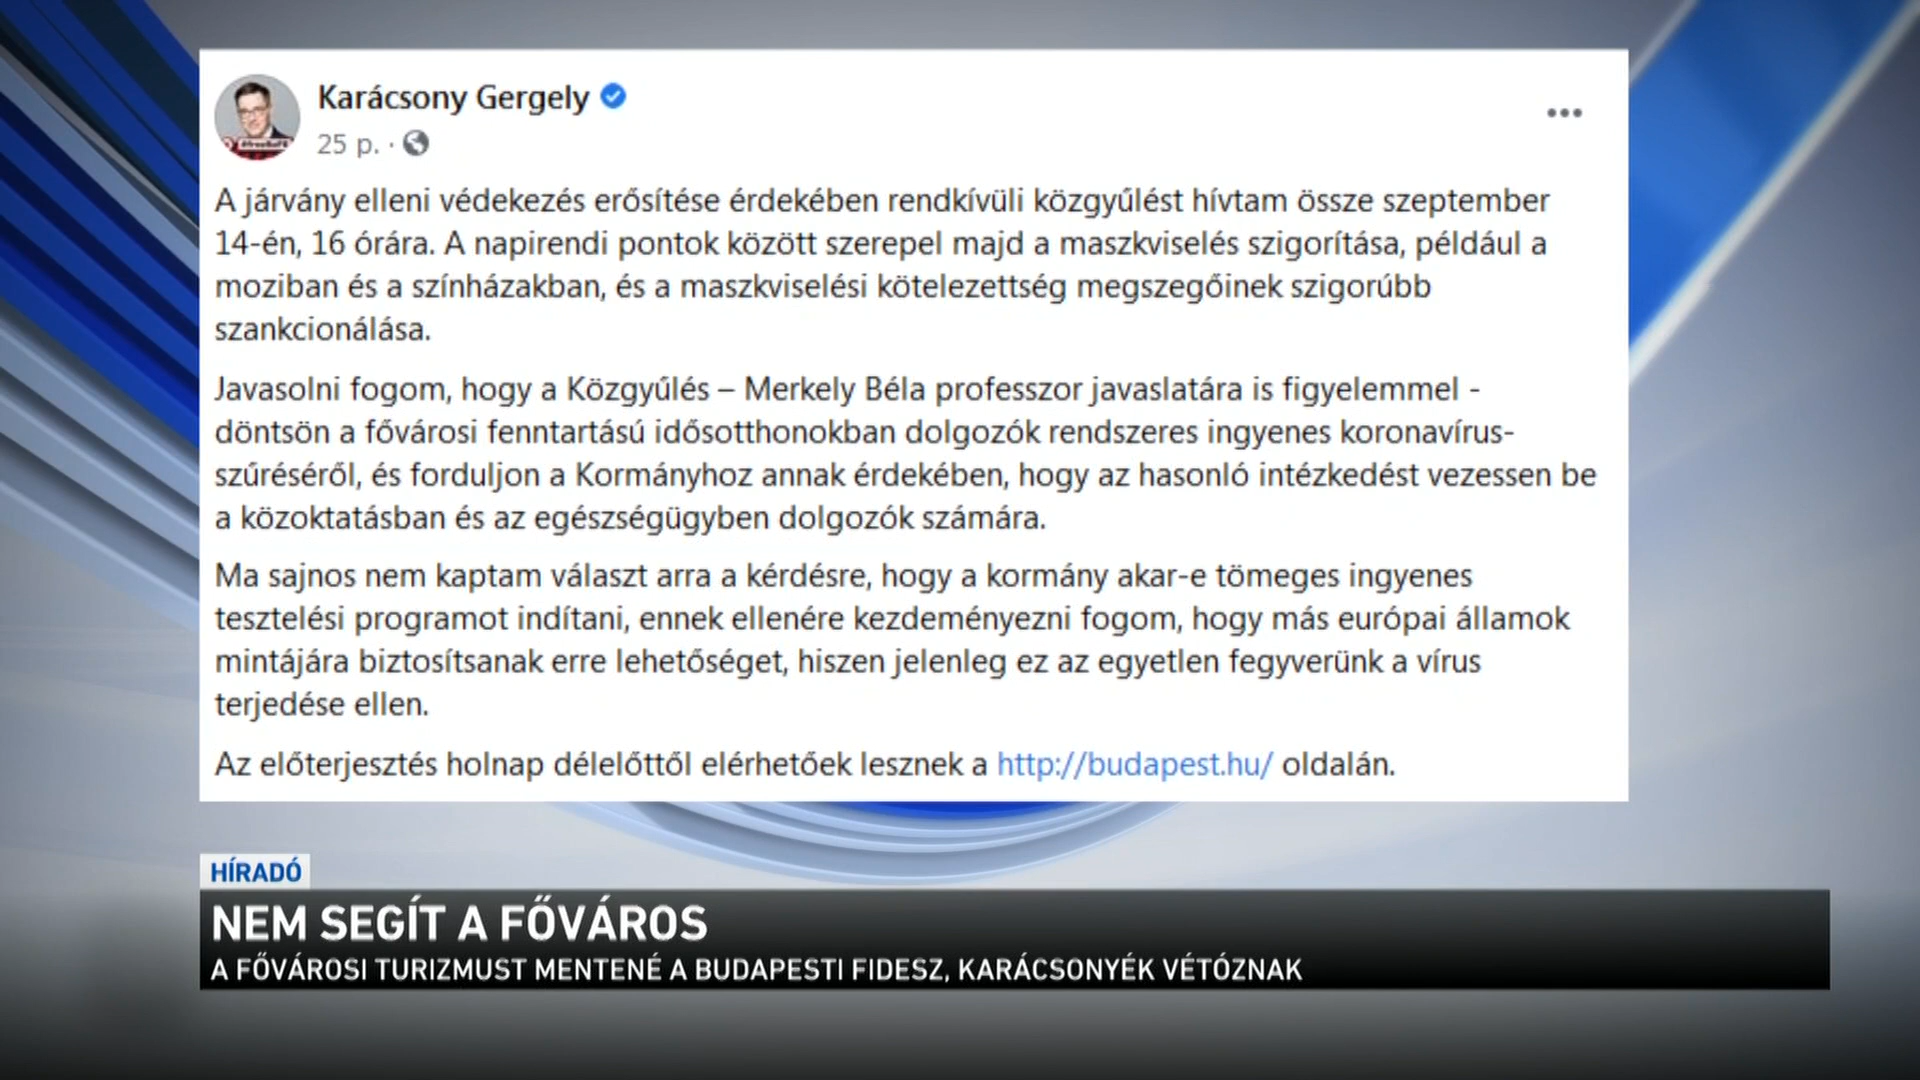 Karácsony Gergely
25 p. ·
A járvány elleni védekezés erősítése érdekében rendkívüli közgyűlést hívtam össze szeptember
14-én, 16 órára. A napirendi pontok között szerepel majd a maszkviselés szigorítása, például a
moziban és a színházakban, és a maszkviselési kötelezettség megszegőinek szigorúbb
szankcionálása.
Javasolni fogom, hogy a Közgyűlés – Merkely Béla professzor javaslatára is figyelemmel -
döntsön a fővárosi fenntartású idősotthonokban dolgozók rendszeres ingyenes koronavírus-
szűréséről, és forduljon a Kormányhoz annak érdekében, hogy az hasonló intézkedést vezessen be
a közoktatásban és az egészségügyben dolgozók számára.
Ma sajnos nem kaptam választ arra a kérdésre, hogy a kormány akar-e tömeges ingyenes
tesztelési programot indítani, ennek ellenére kezdeményezni fogom, hogy más európai államok
mintájára biztosítsanak erre lehetőséget, hiszen jelenleg ez az egyetlen fegyverünk a vírus
terjedése ellen.
Az előterjesztés holnap délelőttől elérhetőek lesznek a http://budapest.hu/ oldalán.
HÍRADÓ
NEM SEGÍT A FŐVÁROS
A FŐVÁROSI TURIZMUST MENTENÉ A BUDAPESTI FIDESZ, KARÁCSONYÉK VÉTÓZNAK